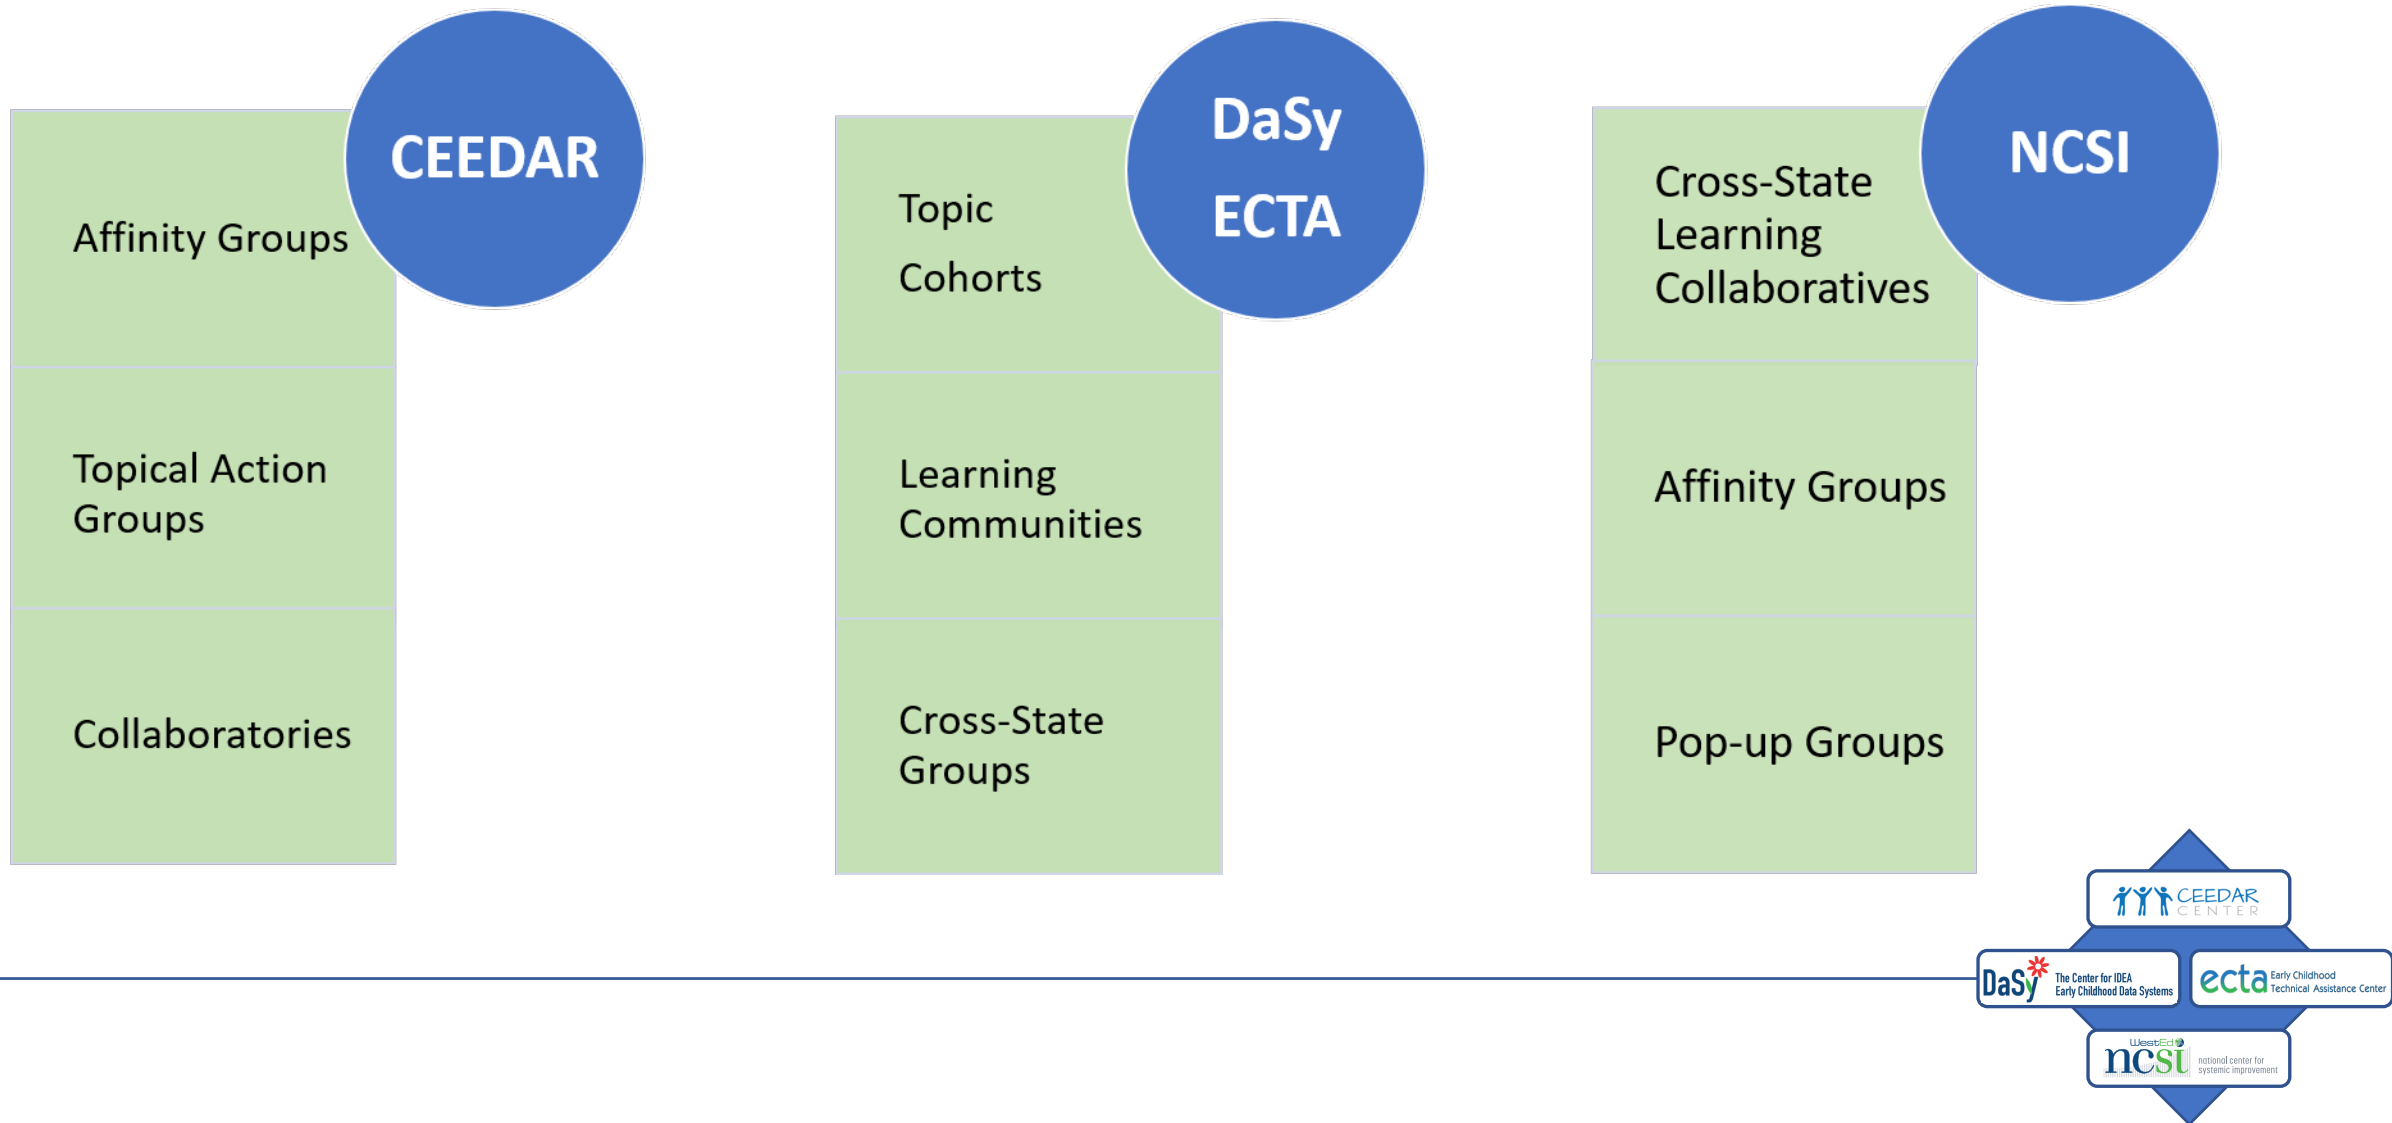 CEEDAR
Affinity Groups
Topical Action
Groups
Collaboratories
DaSy
ECTA
Topic
Cohorts
Learning
Communities
Cross-State
Groups
NCSI
Cross-State
Learning
Collaboratives
Affinity Groups
Pop-up Groups
CEEDAR
CENTER
DaSy The Center for IDEA
Early Childhood Data Systems
ecta Early Childhood
Technical Assistance Center
WestEd
ncsi national center for
systemic improvement